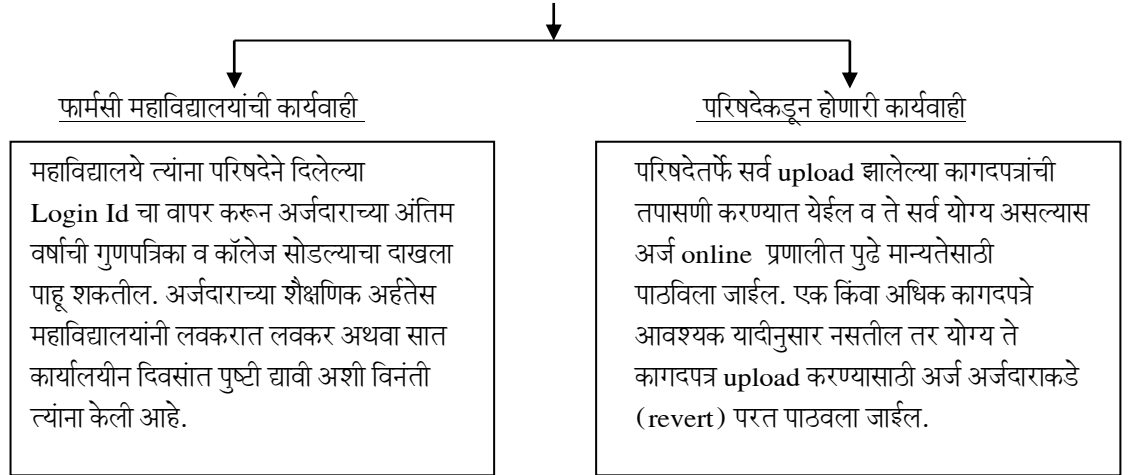 फार्मसी महाविद्यालयांची कार्यवाही
महाविद्यालये त्यांना परिषदेने दिलेल्या
Login Id चा वापर करून अर्जदाराच्या अंतिम
वर्षाची गुणपत्रिका व कॉलेज सोडल्याचा दाखला
पाहू शकतील. अर्जदाराच्या शैक्षणिक अर्हतेस
महाविद्यालयांनी लवकरात लवकर अथवा सात
कार्यालयीन दिवसांत पुष्टी द्यावी अशी विनंती
त्यांना केली आहे.
परिषदेकडून होणारी कार्यवाही
परिषदेतर्फे सर्व upload झालेल्या कागदपत्रांची
तपासणी करण्यात येईल व ते सर्व योग्य असल्यास
अर्ज online प्रणालीत पुढे मान्यतेसाठी
पाठविला जाईल. एक किंवा अधिक कागदपत्रे
आवश्यक यादीनुसार नसतील तर योग्य ते
कागदपत्र upload करण्यासाठी अर्ज अर्जदाराकडे
(revert) परत पाठवला जाईल.